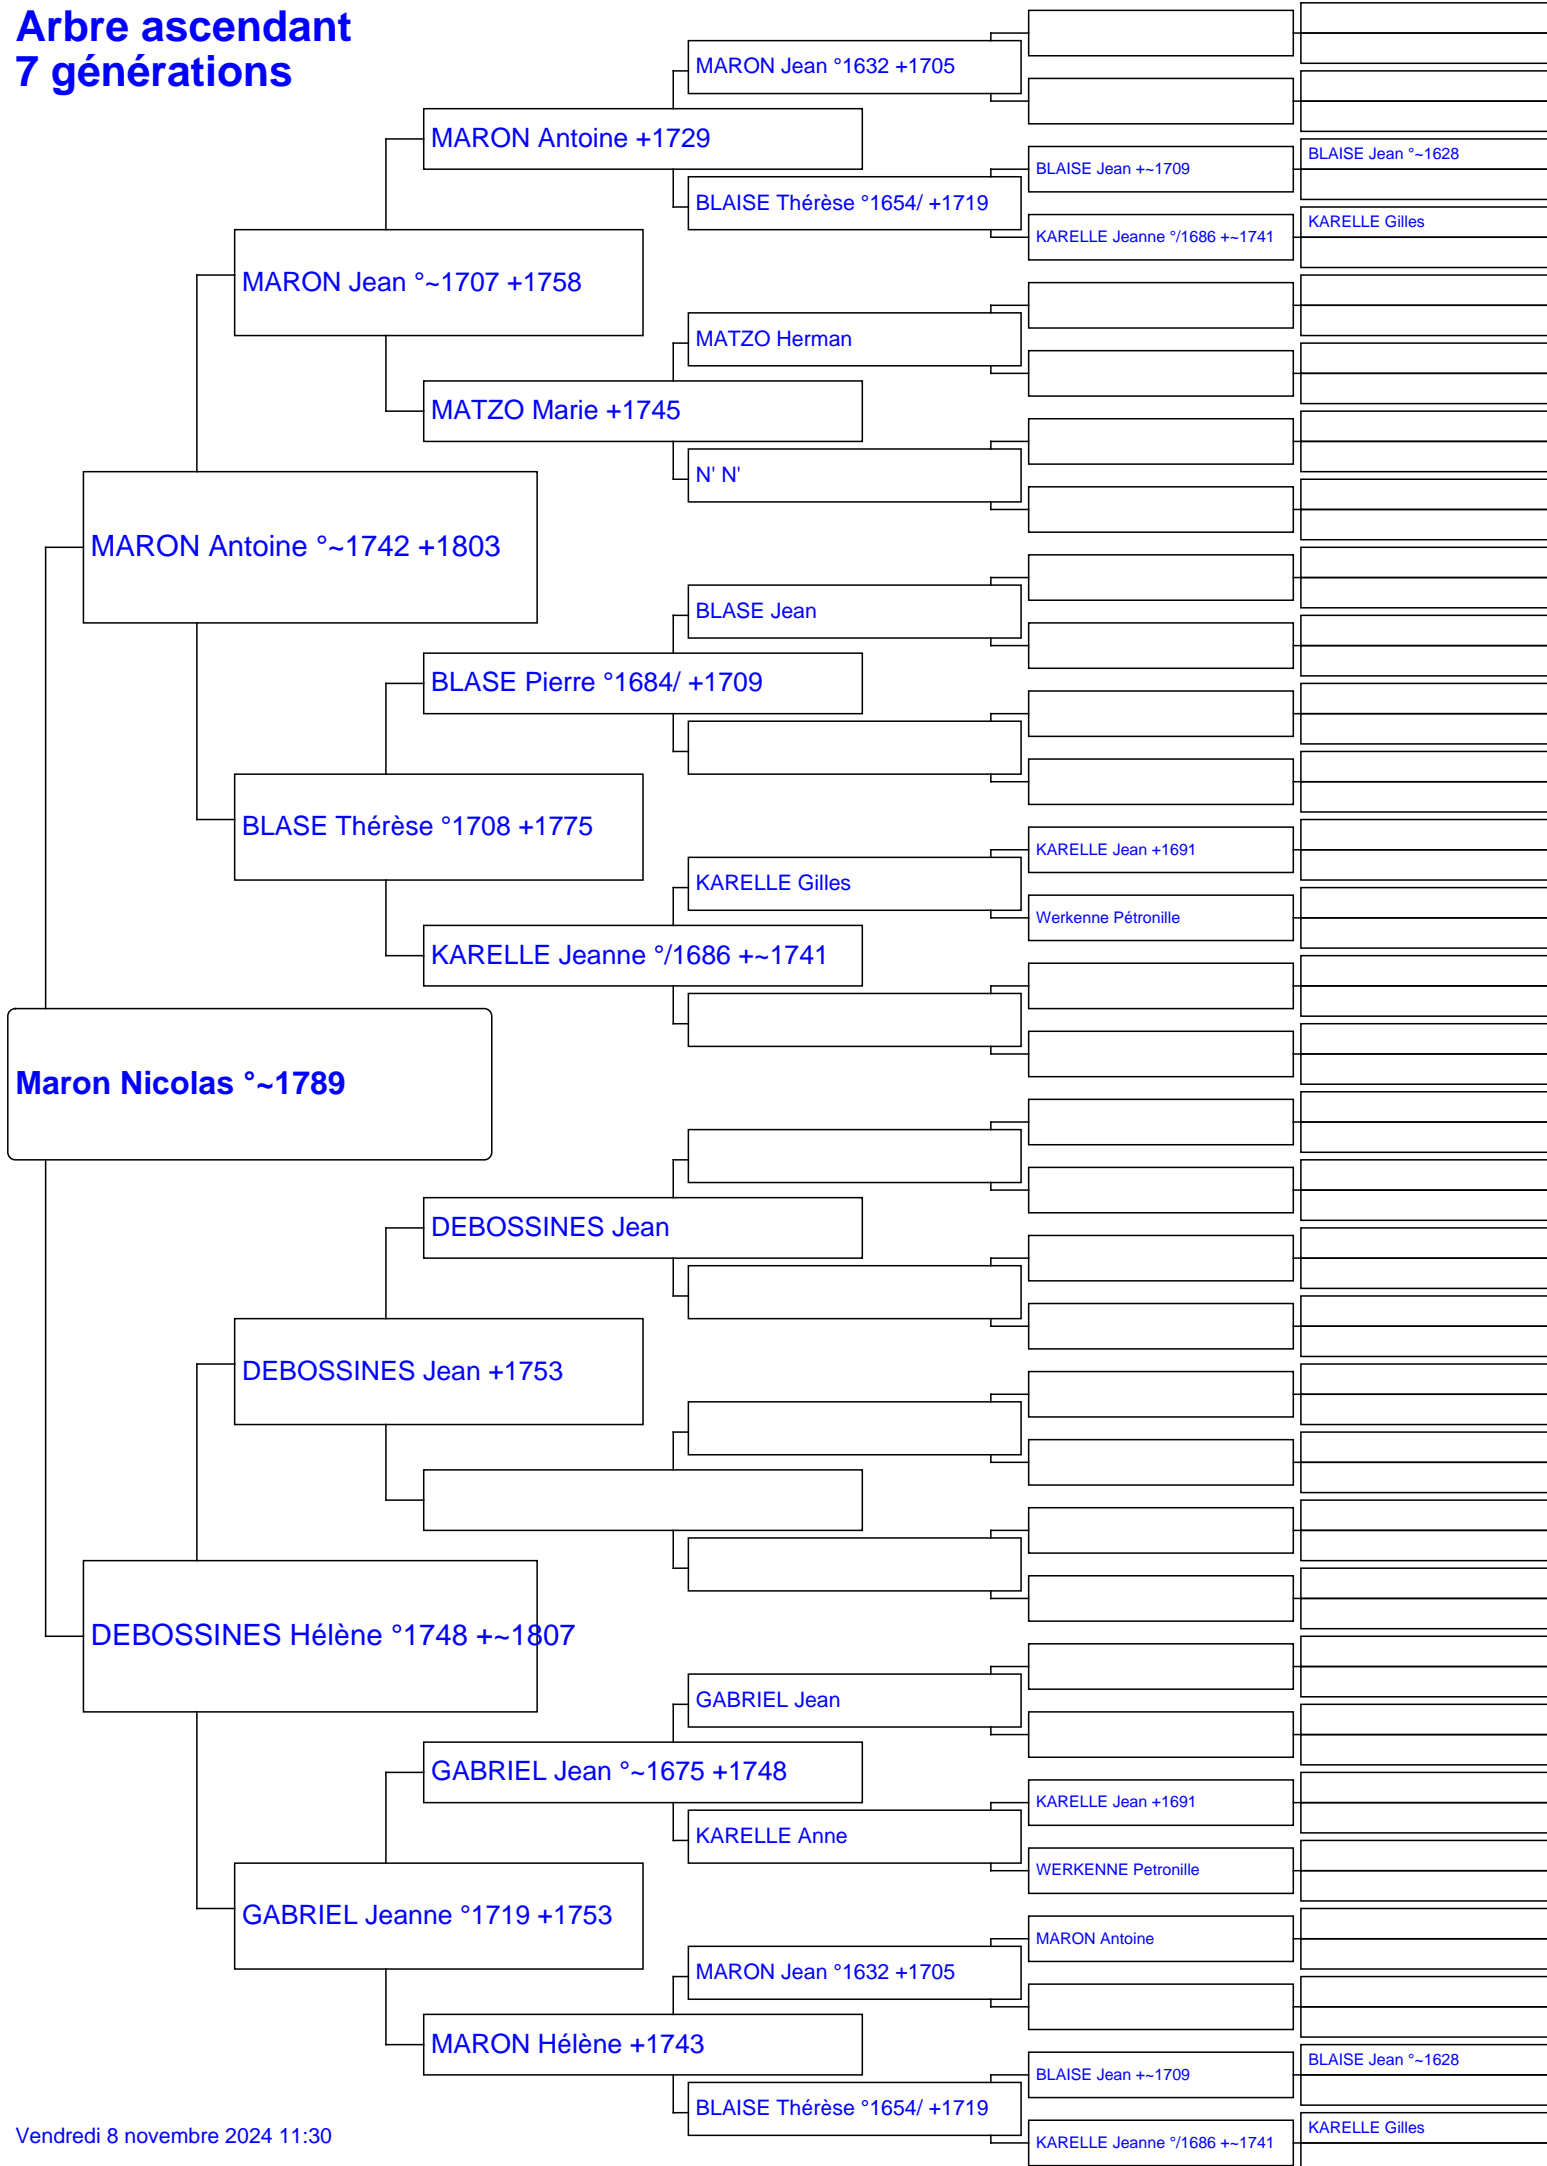 Arbre ascendant
7 générations
MARON Jean °1632 +1705
MARON Antoine +1729
BLAISE Jean °~1628
BLAISE Jean +~1709
BLAISE Thérèse °1654/ +1719
KARELLE Gilles
KARELLE Jeanne °/1686 +~1741
MARON Jean °~1707 +1758
MATZO Herman
MATZO Marie +1745
N' N'
MARON Antoine °~1742 +1803
BLASE Jean
BLASE Pierre °1684/ +1709
BLASE Thérèse °1708 +1775
KARELLE Jean +1691
KARELLE Gilles
Werkenne Pétronille
KARELLE Jeanne °/1686 +~1741
Maron Nicolas °~1789
DEBOSSINES Jean
DEBOSSINES Jean +1753
DEBOSSINES Hélène °1748 +~1807
GABRIEL Jean
GABRIEL Jean °~1675 +1748
KARELLE Jean +1691
KARELLE Anne
WERKENNE Petronille
GABRIEL Jeanne °1719 +1753
MARON Antoine
MARON Jean °1632 +1705
MARON Hélène +1743
BLAISE Jean °~1628
BLAISE Jean +~1709
BLAISE Thérèse °1654/ +1719
KARELLE Gilles
KARELLE Jeanne °/1686 +~1741
Vendredi 8 novembre 2024 11:30